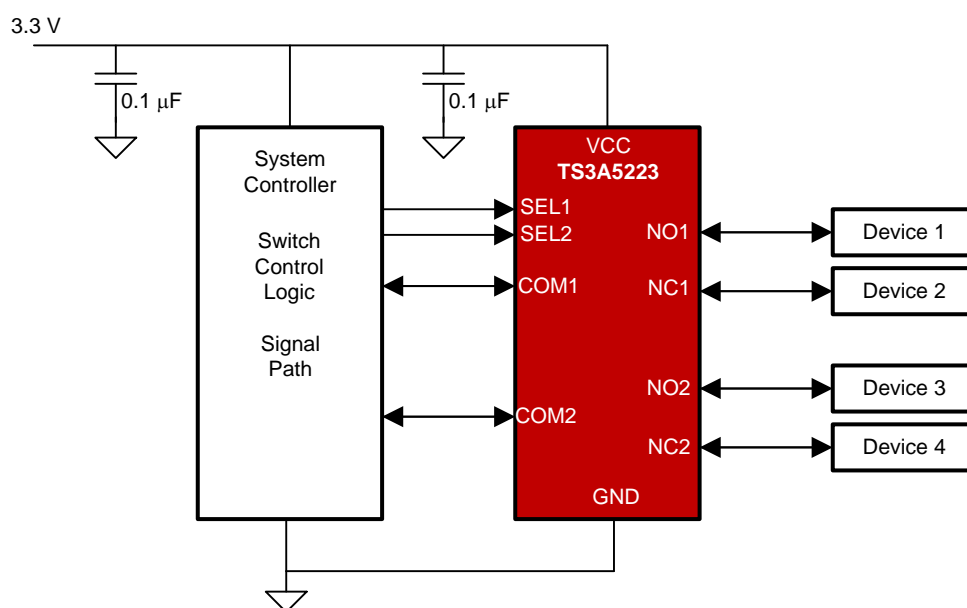 3.3 V
0.1 μF
0.1 μF
System
Controller
Switch
Control
Logic
Signal
Path
VCC
TS3A5223
SEL1
SEL2
COM1
COM2
NO1
NC1
NO2
NC2
GND
Device 1
Device 2
Device 3
Device 4